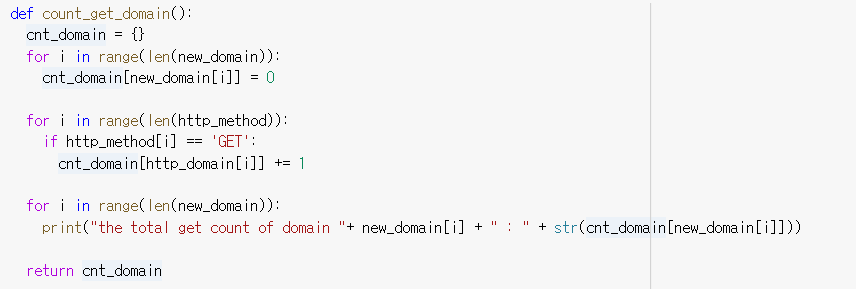 def count_get_domain():
  cnt_domain = {}
  for i in range(len(new_domain)):
    cnt_domain[new_domain[i]] = 0

  for i in range(len(http_method)):
    if http_method[i] == 'GET':
      cnt_domain[http_domain[i]] += 1

  for i in range(len(new_domain)):
    print("the total get count of domain "+ new_domain[i] + " : " + str(cnt_domain[new_domain[i]]))

  return cnt_domain